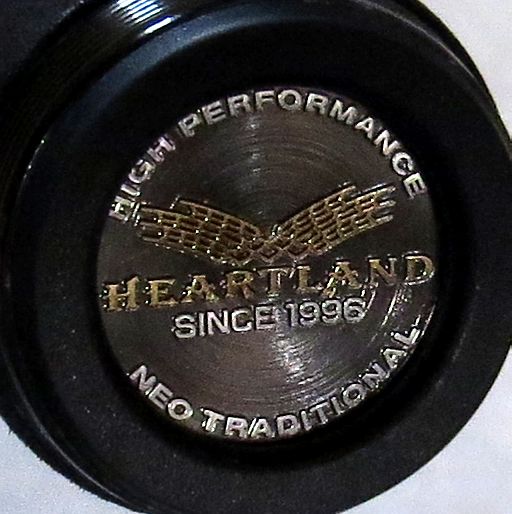 HIGH PERFORMANCE
HEARTLAND
SINCE 1996
NEO TRADITIONAL